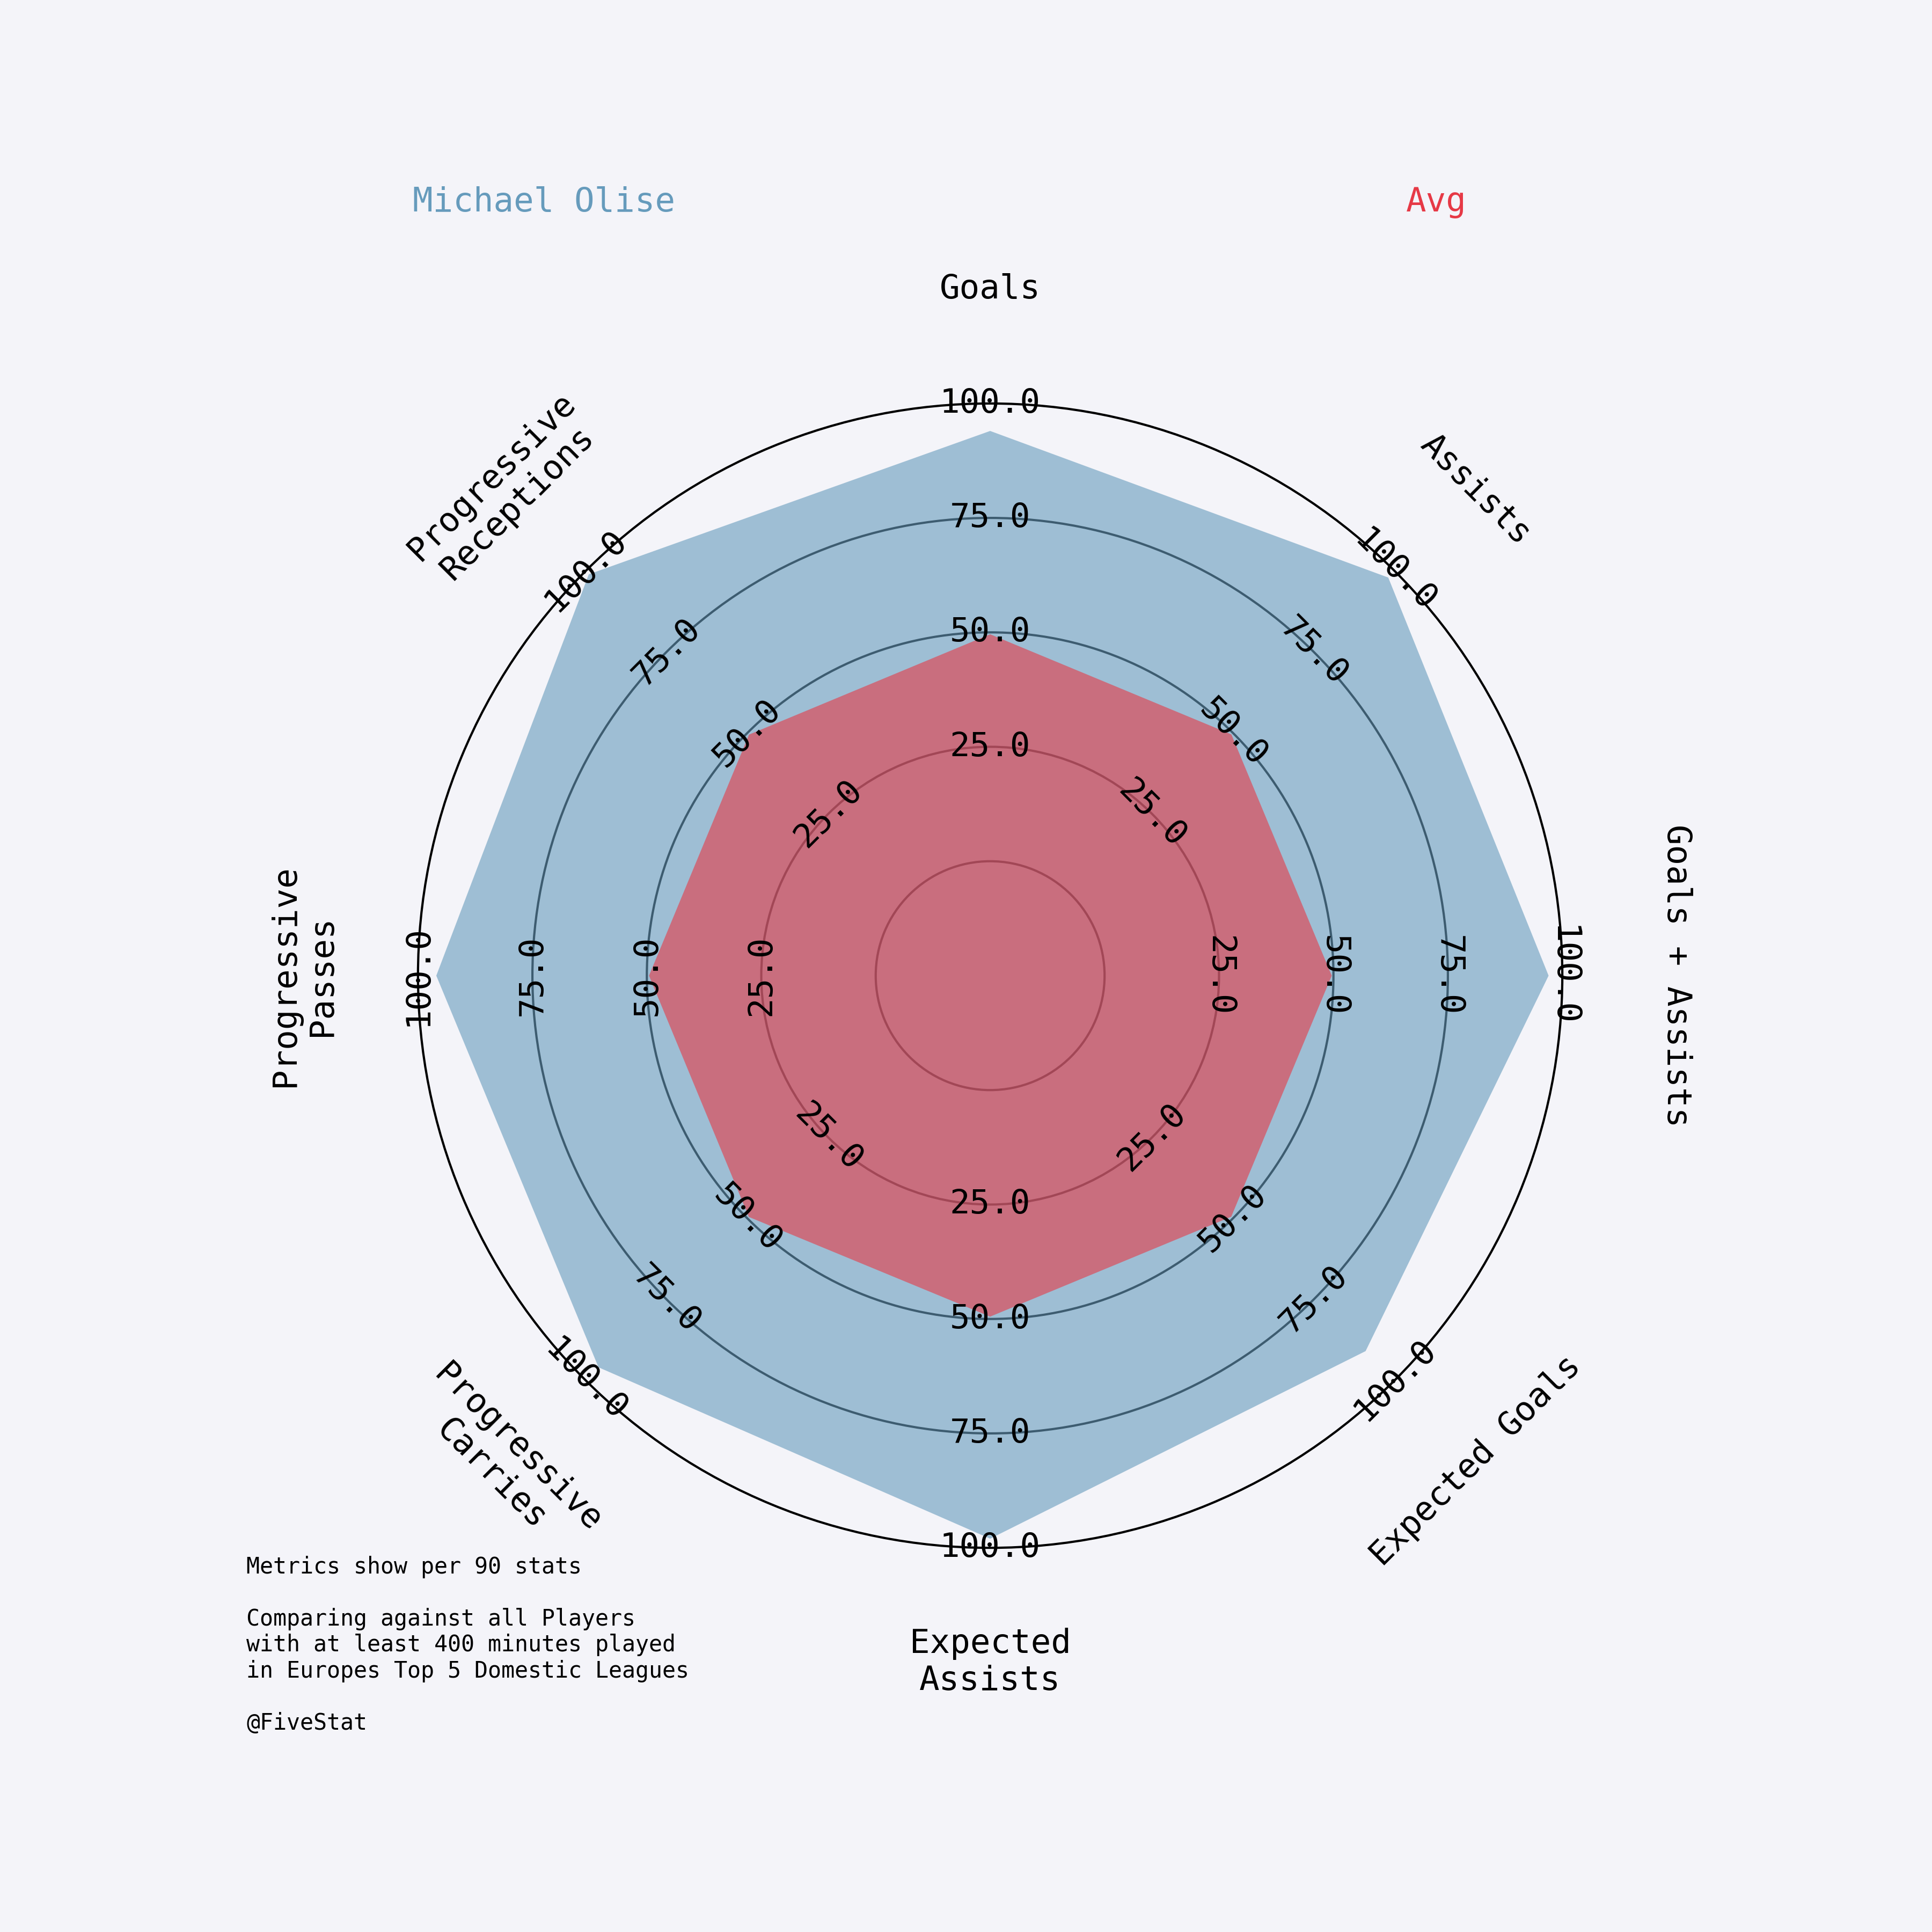 Michael Olise
Avg
Goals
Assists
Goals + Assists
Expected Goals
Expected
Assists
Progressive
Carries
Progressive
Passes
Progressive
Receptions
25.0
50.0
75.0
100.0
25.0
50.0
75.0
100.0
25.0
50.0
75.0
100.0
25.0
50.0
75.0
100.0
25.0
50.0
75.0
100.0
25.0
50.0
75.0
100.0
25.0
50.0
75.0
100.0
25.0
50.0
75.0
100.0
Metrics show per 90 stats
Comparing against all Players
with at least 400 minutes played
in Europes Top 5 Domestic Leagues
@FiveStat